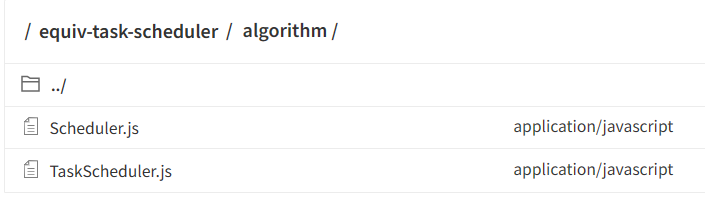 / equiv-task-scheduler / algorithm /
../
Scheduler.js application/javascript
TaskScheduler.js application/javascript